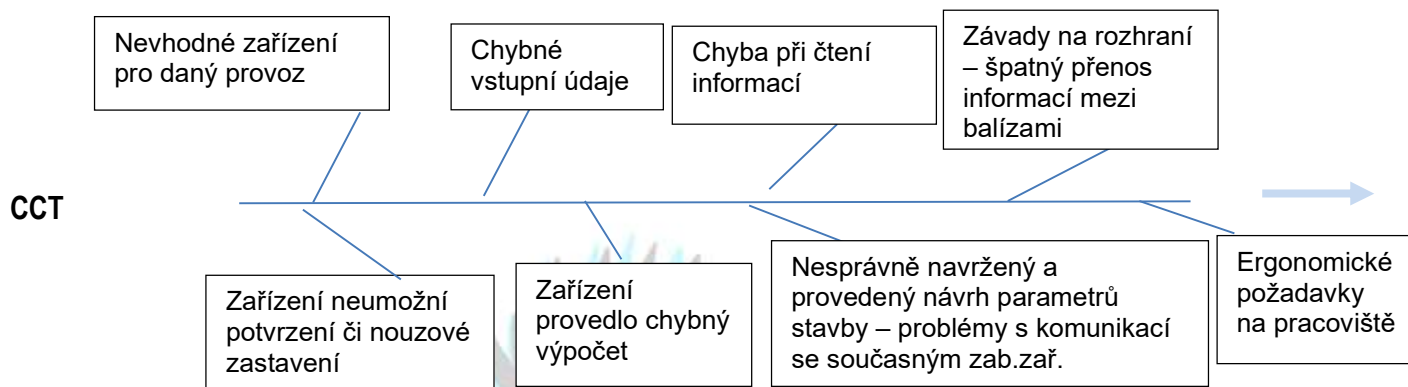 Nevhodné zařízení
pro daný provoz
Chybné
vstupní údaje
Chyba při čtení
informací
Závady na rozhraní
– špatný přenos
informací mezi
balízami
CCT
Zařízení neumožní
potvrzení či nouzové
zastavení
Zařízení
provedlo chybný
výpočet
Nesprávně navržený a
provedený návrh parametrů
stavby – problémy s komunikací
se současným zab.zař.
Ergonomické
požadavky
na pracoviště